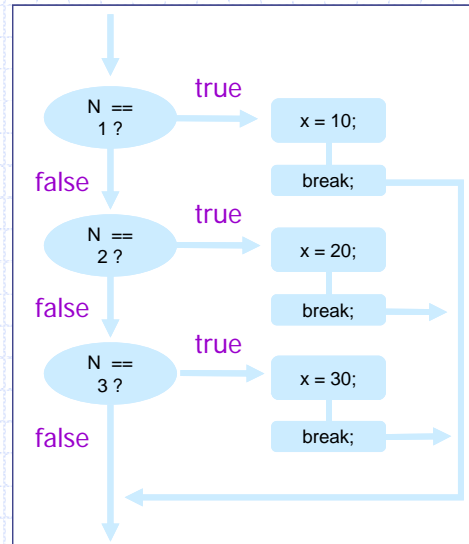 true
N ==
1 ?
x = 10;
false
break;
true
N ==
2 ?
x = 20;
false
break;
true
N ==
3 ?
x = 30;
false
break;